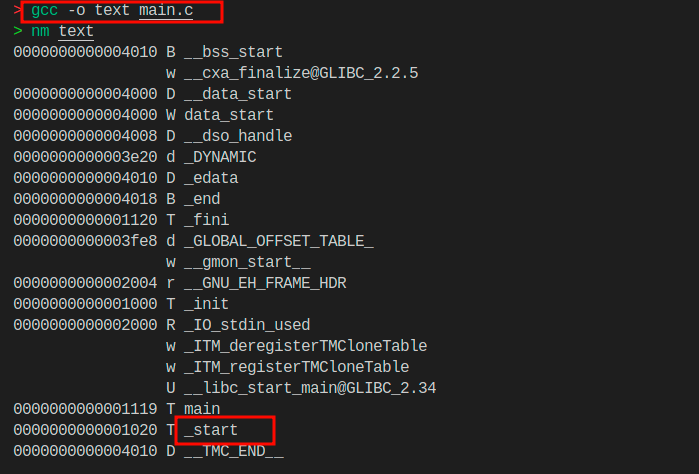 > gcc -o text main.c
> nm text
0000000000004010 B __bss_start
                 w __cxa_finalize@GLIBC_2.2.5
0000000000004000 D __data_start
0000000000004000 W data_start
0000000000004008 D __dso_handle
0000000000003e20 d _DYNAMIC
0000000000004010 D _edata
0000000000004018 B _end
0000000000001120 T _fini
0000000000003fe8 d _GLOBAL_OFFSET_TABLE_
                 w __gmon_start__
0000000000002004 r __GNU_EH_FRAME_HDR
0000000000001000 T _init
0000000000002000 R _IO_stdin_used
                 w _ITM_deregisterTMCloneTable
                 w _ITM_registerTMCloneTable
                 U __libc_start_main@GLIBC_2.34
0000000000001119 T main
0000000000001020 T _start
0000000000004010 D __TMC_END__